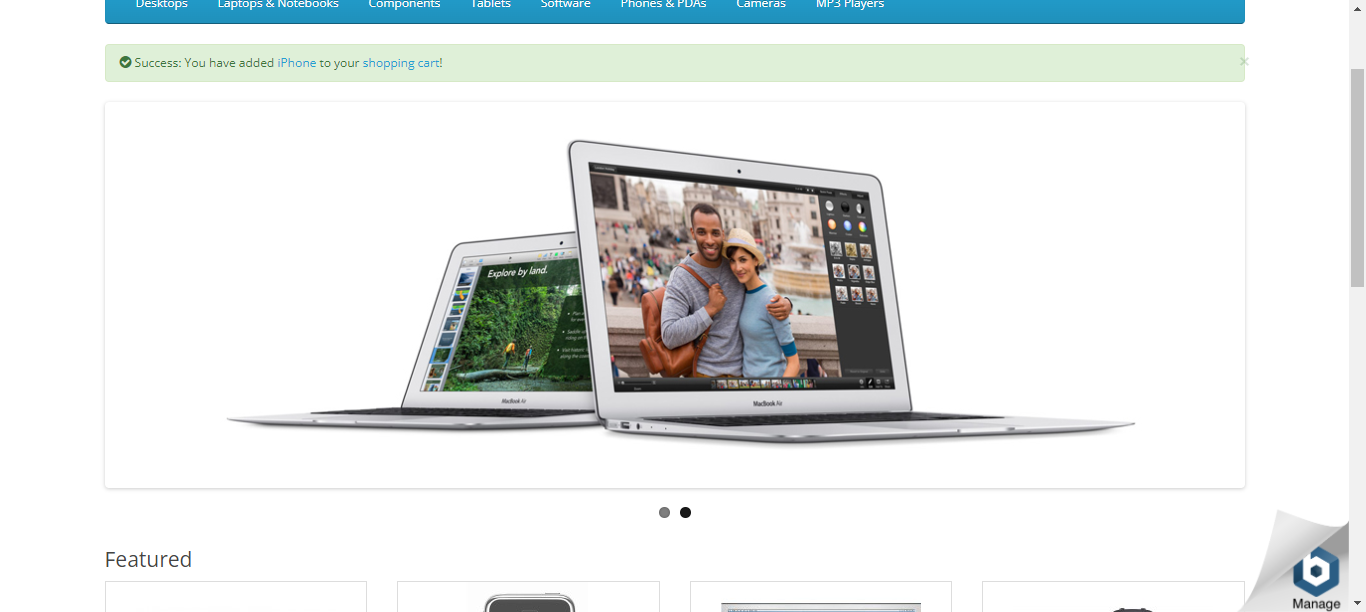 Desktops Laptops & Notebooks Components Tablets Software Phones & PDAs Cameras MP3 Players
Success: You have added iPhone to your shopping cart!
×
Explore by land.
MacBook Air
MacBook Air
Featured
Manage